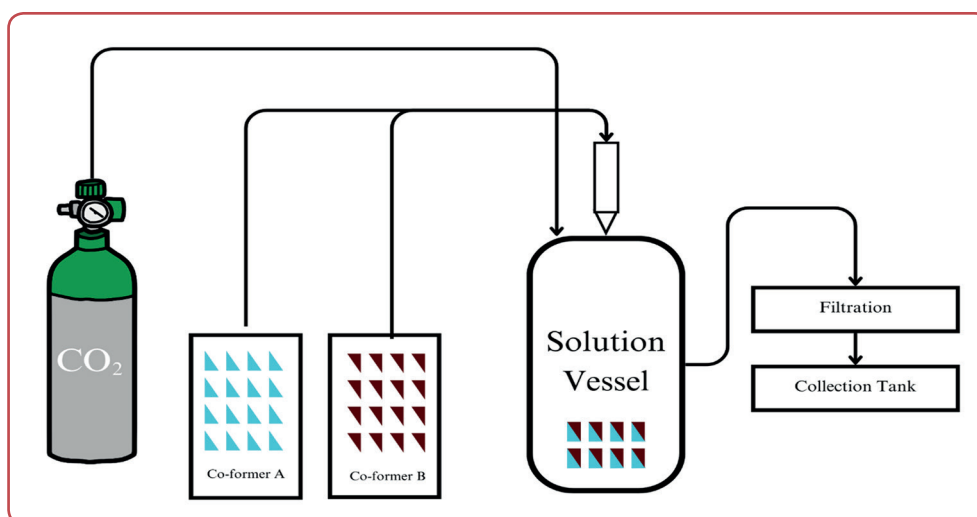 CO₂
Co-former A
Co-former B
Solution
Vessel
Filtration
Collection Tank